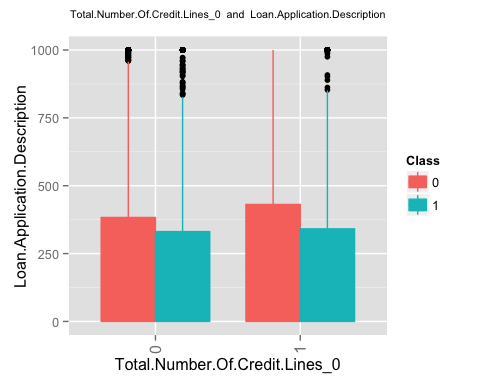 Total.Number.Of.Credit.Lines_0 and Loan.Application.Description
1000
750
500
250
0
Loan.Application.Description
0
1
Total.Number.Of.Credit.Lines_0
Class
0
1